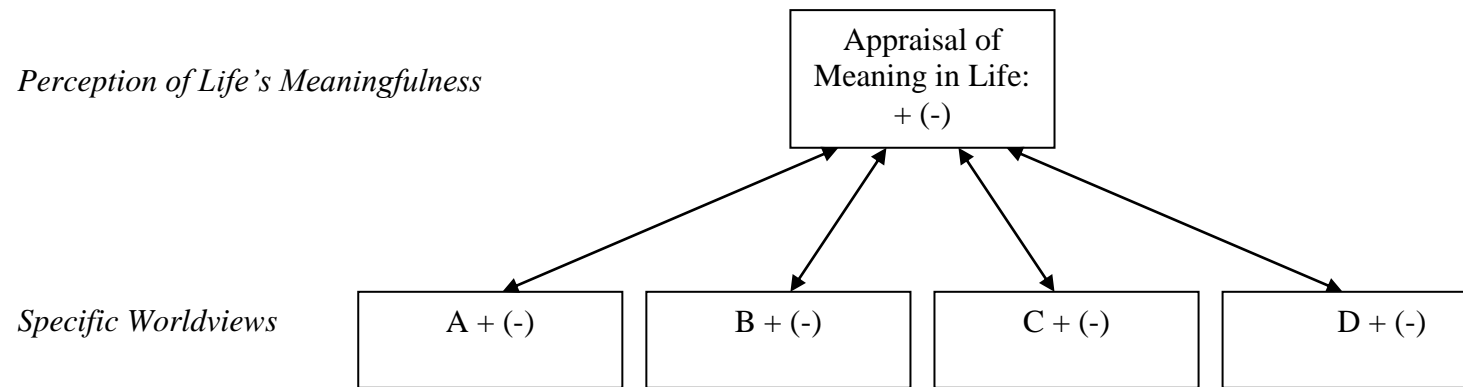 Appraisal of
Perception of Life's Meaningfulness
Meaning in Life:
+ (-)
Specific Worldviews
A + (-)
B + (-)
C + (-)
D + (-)